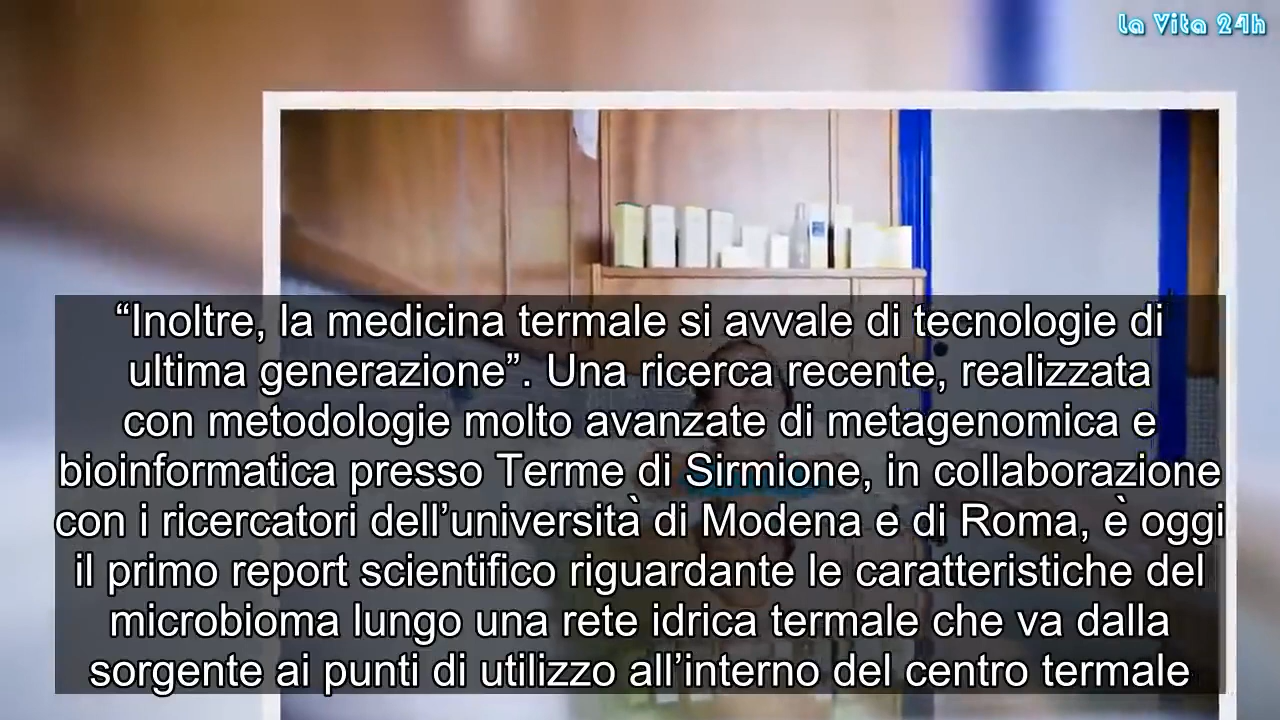 La Vita 24h
“Inoltre, la medicina termale si avvale di tecnologie di
ultima generazione”. Una ricerca recente, realizzata
con metodologie molto avanzate di metagenomica e
bioinformatica presso Terme di Sirmione, in collaborazione
con i ricercatori dell’università di Modena e di Roma, è oggi
il primo report scientifico riguardante le caratteristiche del
microbioma lungo una rete idrica termale che va dalla
sorgente ai punti di utilizzo all’interno del centro termale